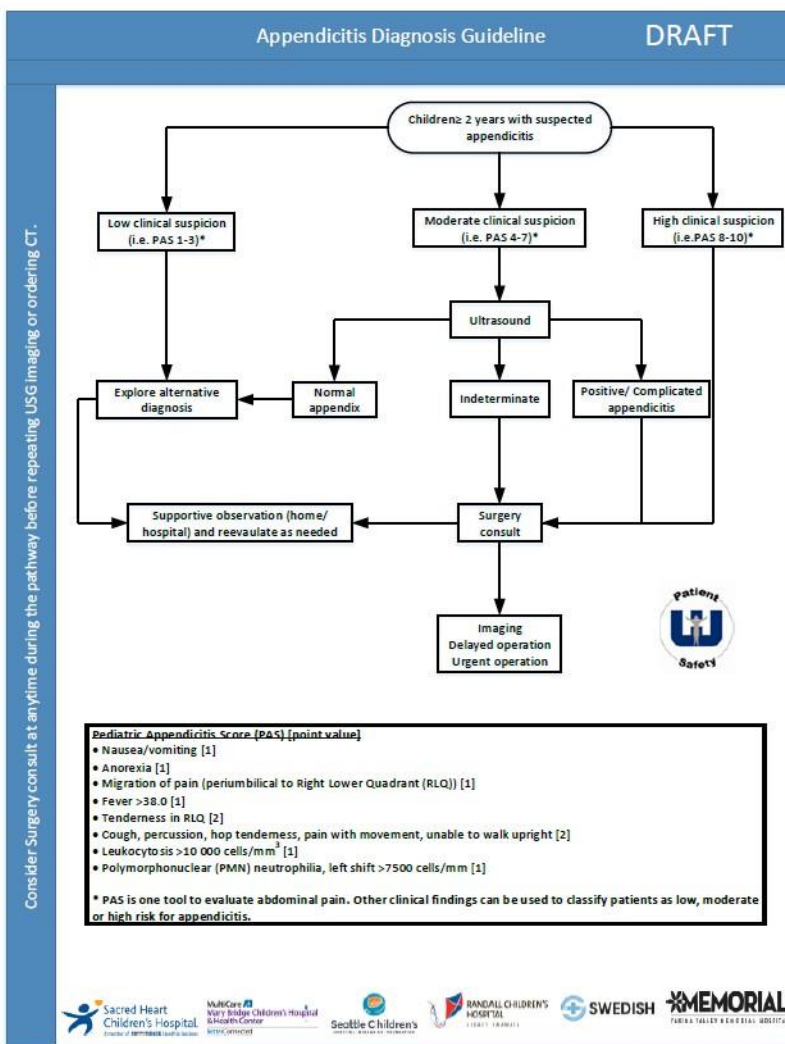 Appendicitis Diagnosis Guideline
DRAFT
Consider Surgery consult at anytime during the pathway before repeating USG imaging or ordering CT.
Children≥ 2 years with suspected
appendicitis
Low clinical suspicion
(i.e. PAS 1-3)*
Moderate clinical suspicion
(i.e. PAS 4-7)*
High clinical suspicion
(i.e.PAS 8-10)*
Ultrasound
Explore alternative
diagnosis
Normal
appendix
Indeterminate
Positive/ Complicated
appendicitis
Supportive observation (home/
hospital) and reevaulate as needed
Surgery
consult
Imaging
Delayed operation
Urgent operation
Patient
Safety
Pediatric Appendicitis Score (PAS) [point value]
• Nausea/vomiting [1]
• Anorexia [1]
• Migration of pain (periumbilical to Right Lower Quadrant (RLQ)) [1]
• Fever >38.0 [1]
• Tenderness in RLQ [2]
• Cough, percussion, hop tenderness, pain with movement, unable to walk upright [2]
• Leukocytosis >10 000 cells/mm³ [1]
• Polymorphonuclear (PMN) neutrophilia, left shift >7500 cells/mm [1]
* PAS is one tool to evaluate abdominal pain. Other clinical findings can be used to classify patients as low, moderate
or high risk for appendicitis.
Sacred Heart
Children's Hospital
MultiCare
Mary Bridge Children's Hospital
& Health Center
Seattle Children's
RANDALL CHILDREN'S
HOSPITAL
SWEDISH
MEMORIAL
YAKIMA VALLEY MEMORIAL HOSPITAL